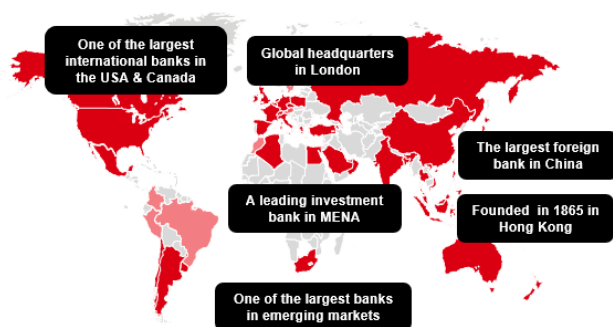 One of the largest
international banks in
the USA & Canada
Global headquarters
in London
The largest foreign
bank in China
A leading investment
bank in MENA
Founded in 1865 in
Hong Kong
One of the largest banks
in emerging markets